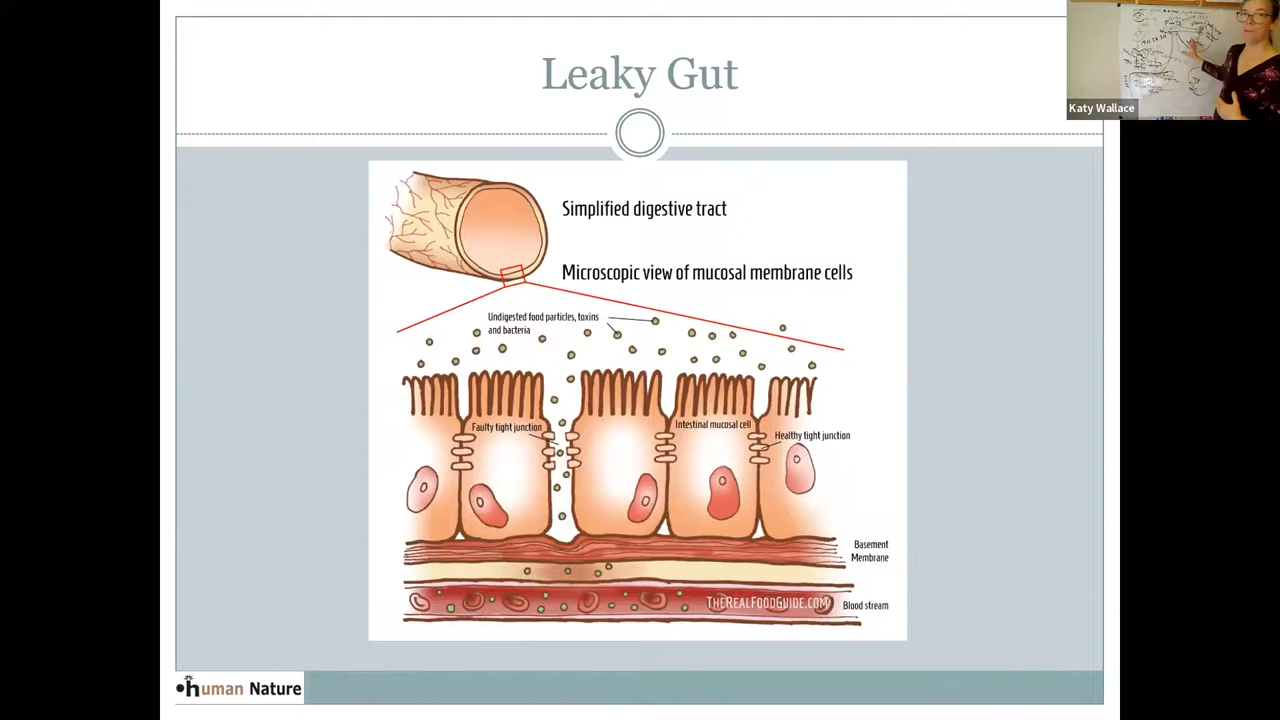 Leaky Gut
Katy Wallace
Simplified digestive tract
Microscopic view of mucosal membrane cells
Undigested food particles, toxins
and bacteria
Faulty tight junction
Intestinal mucosal cell
Healthy tight junction
Basement
Membrane
THEREALFOODGUIDE.COM
Blood stream
human Nature